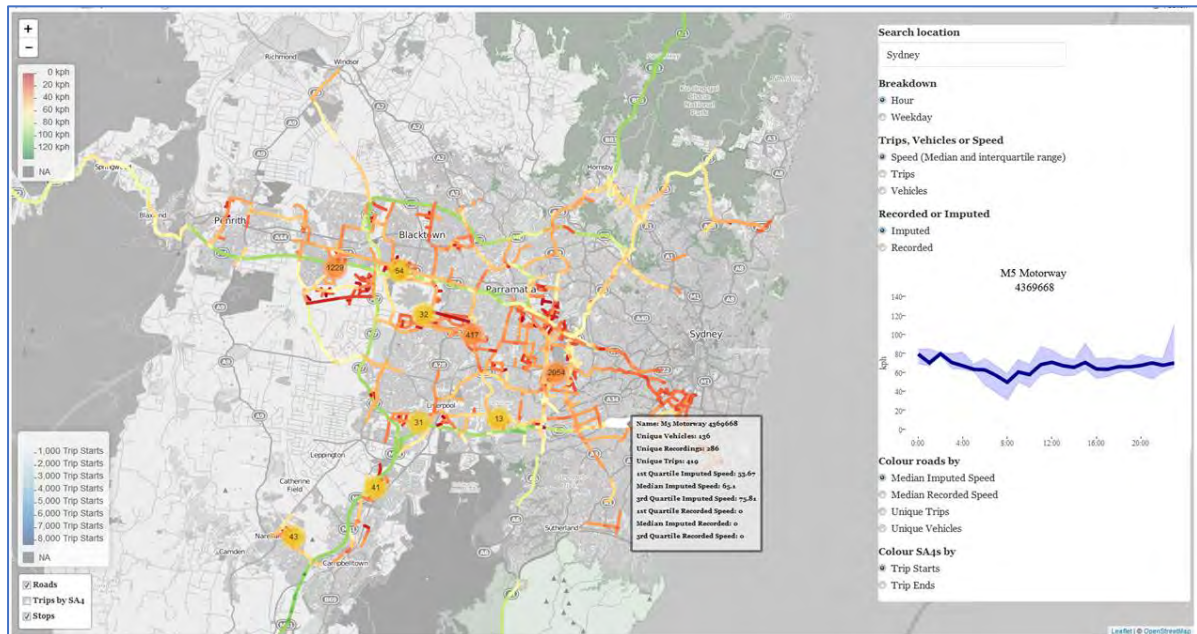 +
−
0 kph
20 kph
40 kph
60 kph
80 kph
100 kph
120 kph
NA
Richmond
Windsor
Springwood
Blaxland
Penrith
Blacktown
Hornsby
Parramatta
Sydney
Liverpool
Leppington
Catherine
Field
Camden
Campbelltown
Sutherland
1229
54
32
417
2954
31
13
41
43
1,000 Trip Starts
2,000 Trip Starts
3,000 Trip Starts
4,000 Trip Starts
5,000 Trip Starts
6,000 Trip Starts
7,000 Trip Starts
8,000 Trip Starts
NA
Roads
Trips by SA4
Stops
Name: M5 Motorway 4369668
Unique Vehicles: 436
Unique Recordings: 286
Unique Trips: 419
1st Quartile Imputed Speed: 53.67
Median Imputed Speed: 65.1
3rd Quartile Imputed Speed: 75.81
1st Quartile Recorded Speed: 0
Median Imputed Recorded: 0
3rd Quartile Recorded Speed: 0
Search location
Sydney
Breakdown
Hour
Weekday
Trips, Vehicles or Speed
Speed (Median and interquartile range)
Trips
Vehicles
Recorded or Imputed
Imputed
Recorded
M5 Motorway
4369668
kph
140
120
100
80
60
40
20
0
0:00
4:00
8:00
12:00
16:00
20:00
Colour roads by
Median Imputed Speed
Median Recorded Speed
Unique Trips
Unique Vehicles
Colour SA4s by
Trip Starts
Trip Ends
Leaflet | © OpenStreetMap